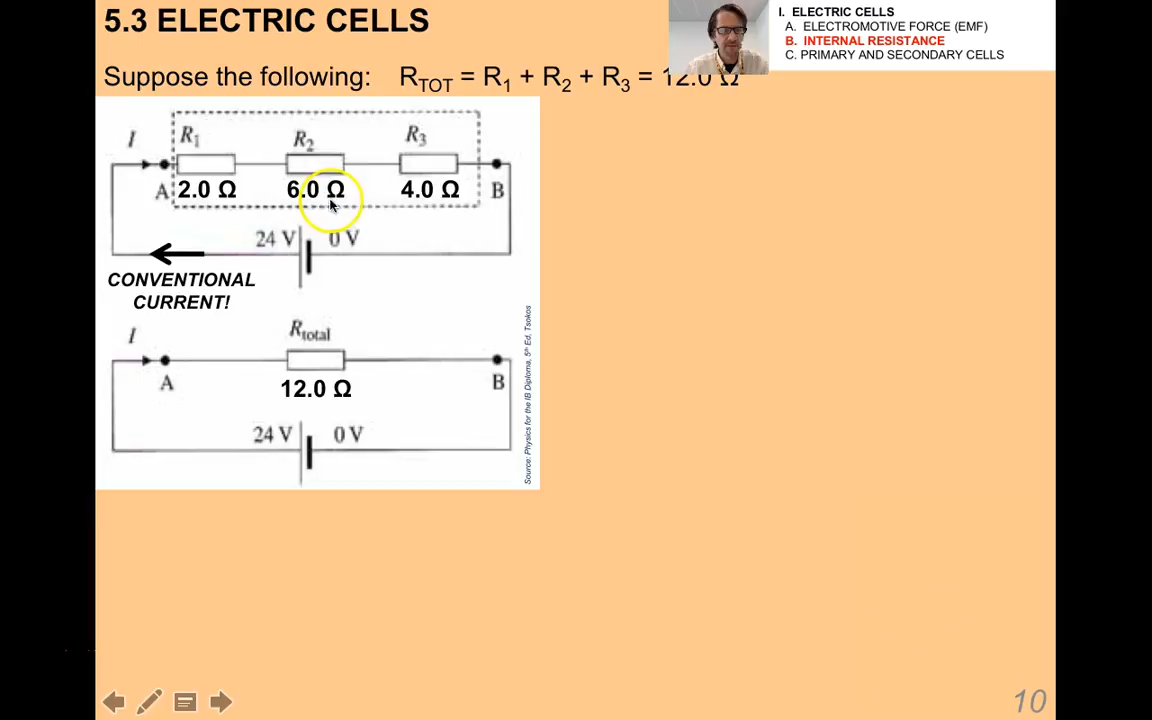 5.3 ELECTRIC CELLS
I. ELECTRIC CELLS
A. ELECTROMOTIVE FORCE (EMF)
B. INTERNAL RESISTANCE
C. PRIMARY AND SECONDARY CELLS
Suppose the following: R_TOT = R_1 + R_2 + R_3 = 12.0 Ω
I R_1 R_2 R_3
A 2.0 Ω 6.0 Ω 4.0 Ω B
24 V 0 V
CONVENTIONAL
CURRENT!
I R_total
A 12.0 Ω B
24 V 0 V
Source: Physics for the IB Diploma, 5th Ed, Tsokos
10